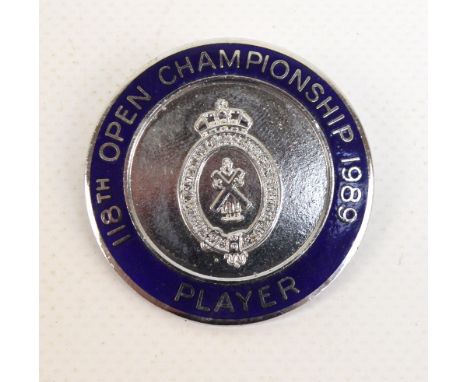 118TH OPEN CHAMPIONSHIP 1989
PLAYER